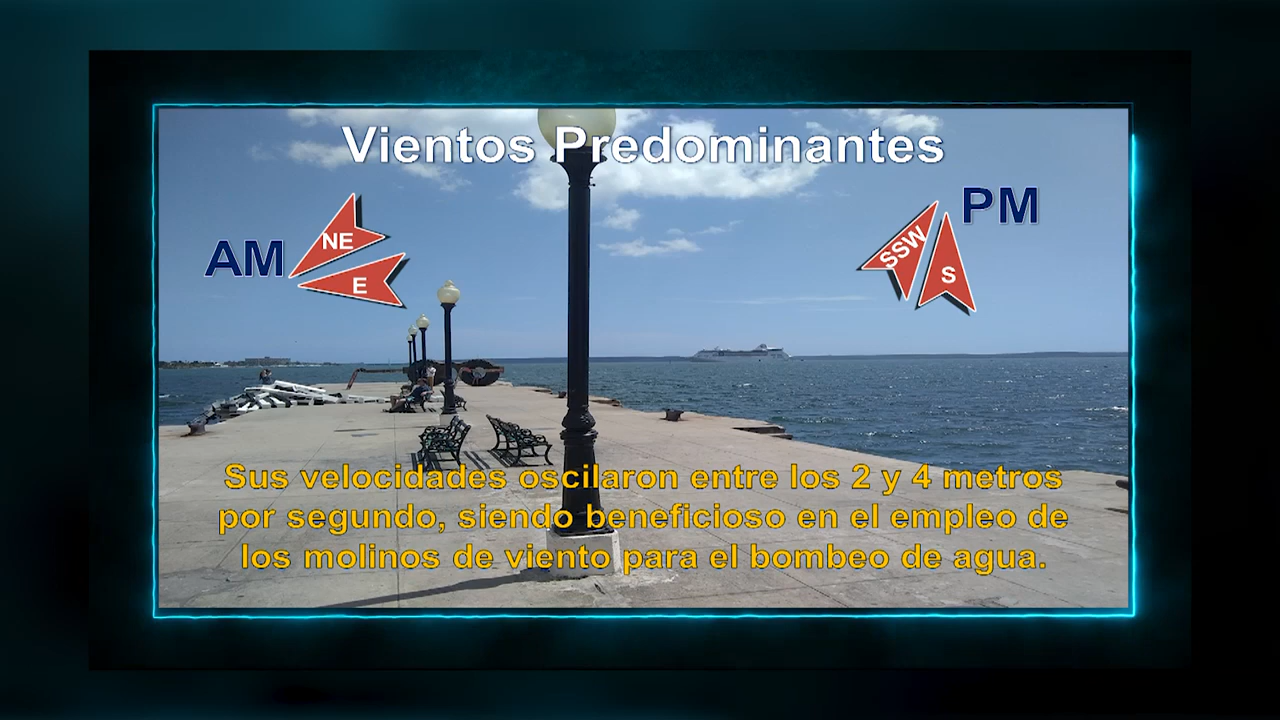 Vientos Predominantes
AM
NE
E
PM
SSW
S
Sus velocidades oscilaron entre los 2 y 4 metros
por segundo, siendo beneficioso en el empleo de
los molinos de viento para el bombeo de agua.